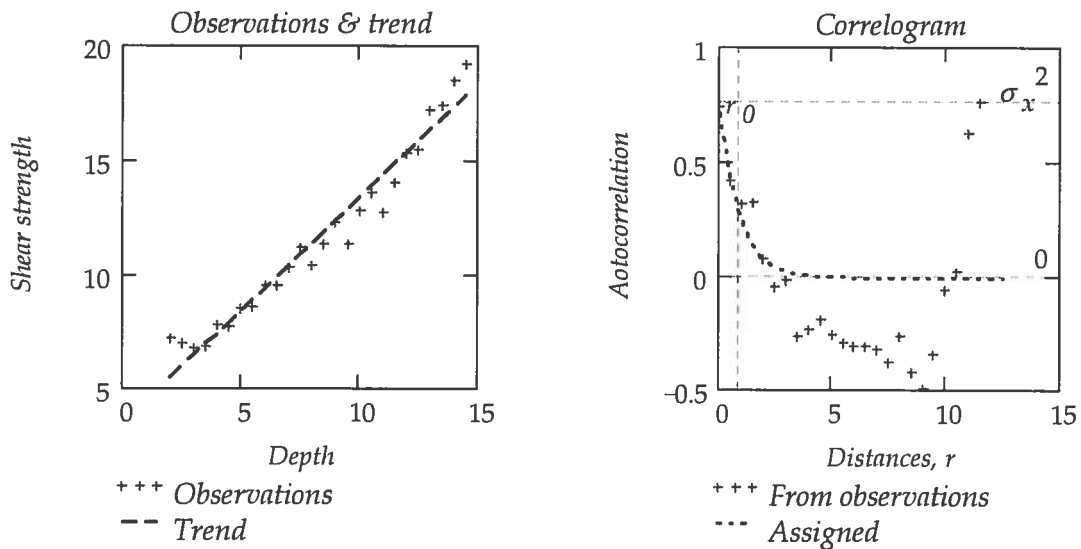 Observations & trend
20
15
10
5
0
5
10
15
Shear strength
Depth
+++ Observations
Trend
Correlogram
1
0.5
0
-0.5
0
5
10
15
r 0
σx 2
0
Aotocorrelation
Distances, r
+++ From observations
Assigned